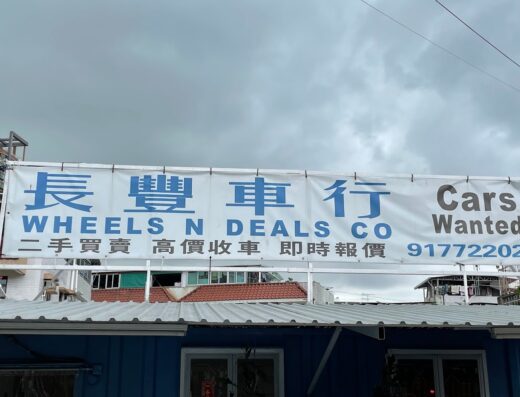 長豐車行
WHEELS N DEALS CO
二手買賣 高價收車 即時報價
Cars
Wanted
9177220